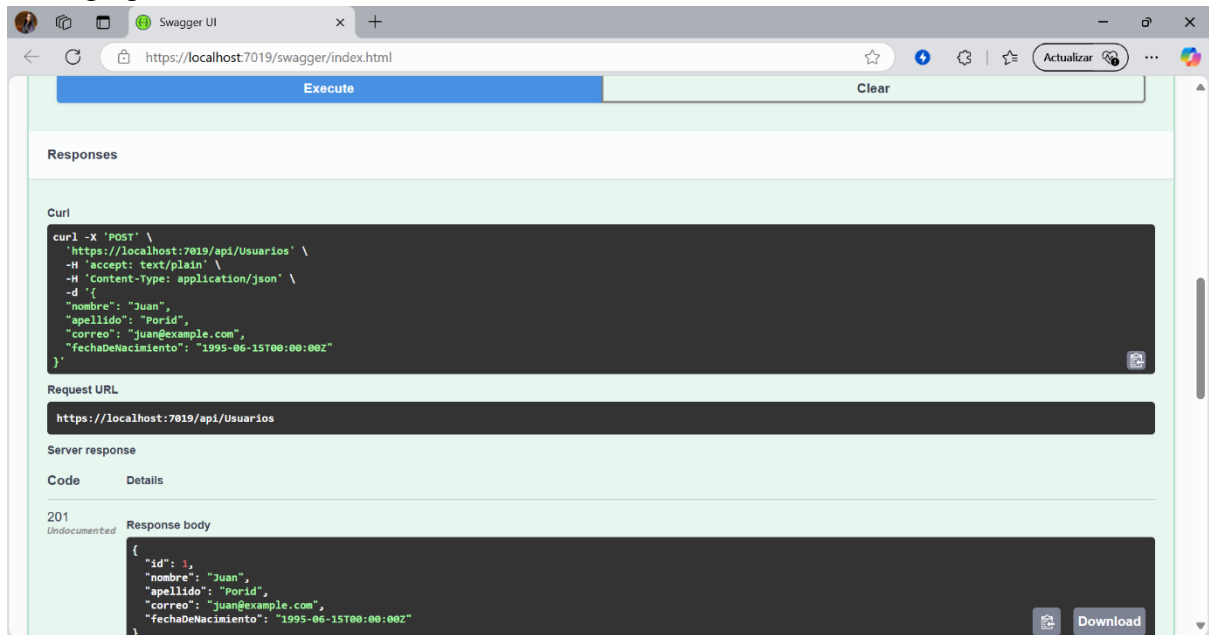 Swagger UI
https://localhost:7019/swagger/index.html
Actualizar
Execute
Clear
Responses
Curl
curl -X 'POST' \
'https://localhost:7019/api/Usuarios' \
-H 'accept: text/plain' \
-H 'Content-Type: application/json' \
-d '{
"nombre": "Juan",
"apellido": "Porid",
"correo": "juan@example.com",
"fechaDeNacimiento": "1995-06-15T00:00:00Z"
}'
Request URL
https://localhost:7019/api/Usuarios
Server response
Code Details
201
Undocumented
Response body
{
"id": 1,
"nombre": "Juan",
"apellido": "Porid",
"correo": "juan@example.com",
"fechaDeNacimiento": "1995-06-15T00:00:00Z"
}
Download